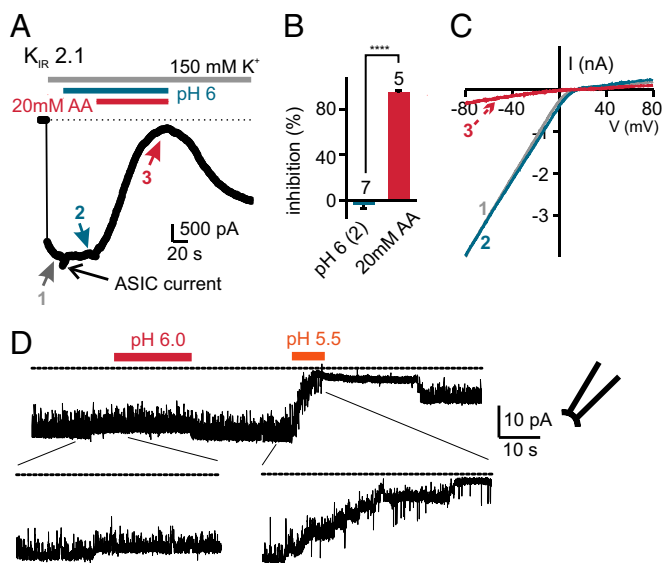 A
K_IR 2.1
150 mM K⁺
pH 6
20mM AA
1
2
3
ASIC current
500 pA
20 s
B
****
inhibition (%)
80
40
0
7
5
pH 6 (2)
20mM AA
C
I (nA)
-80
-40
40
80
V (mV)
-2
-3
3
1
2
D
pH 6.0
pH 5.5
10 pA
10 s